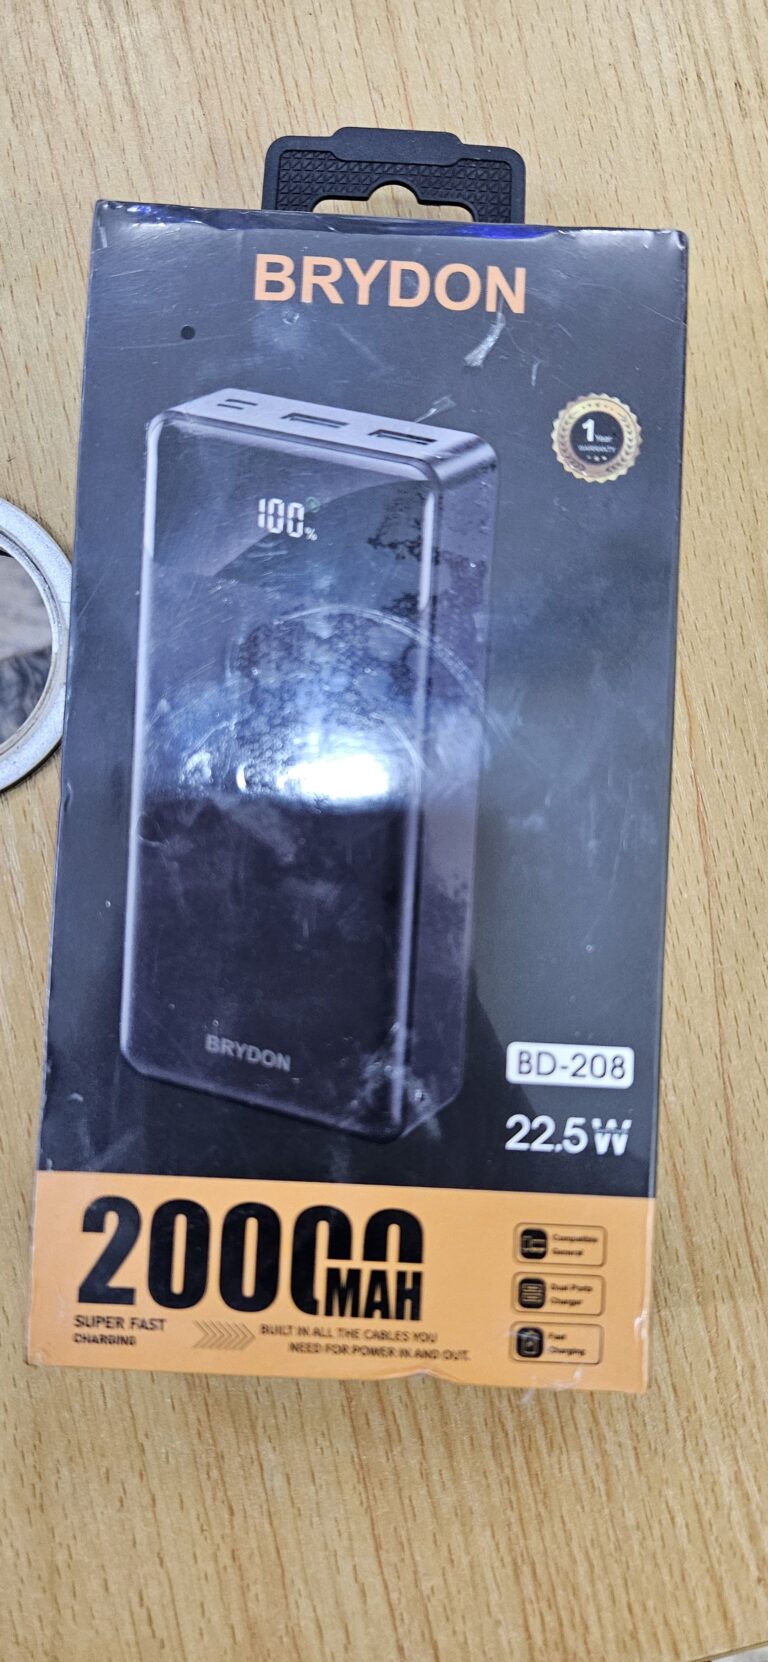 BRYDON
1 Year
WARRANTY
100%
BRYDON
BD-208
22.5W
20000
MAH
SUPER FAST
CHARGING
BUILT IN ALL THE CABLES YOU
NEED FOR POWER IN AND OUT.
Compatible
General
Dual Ports
Charger
Fast
Charging